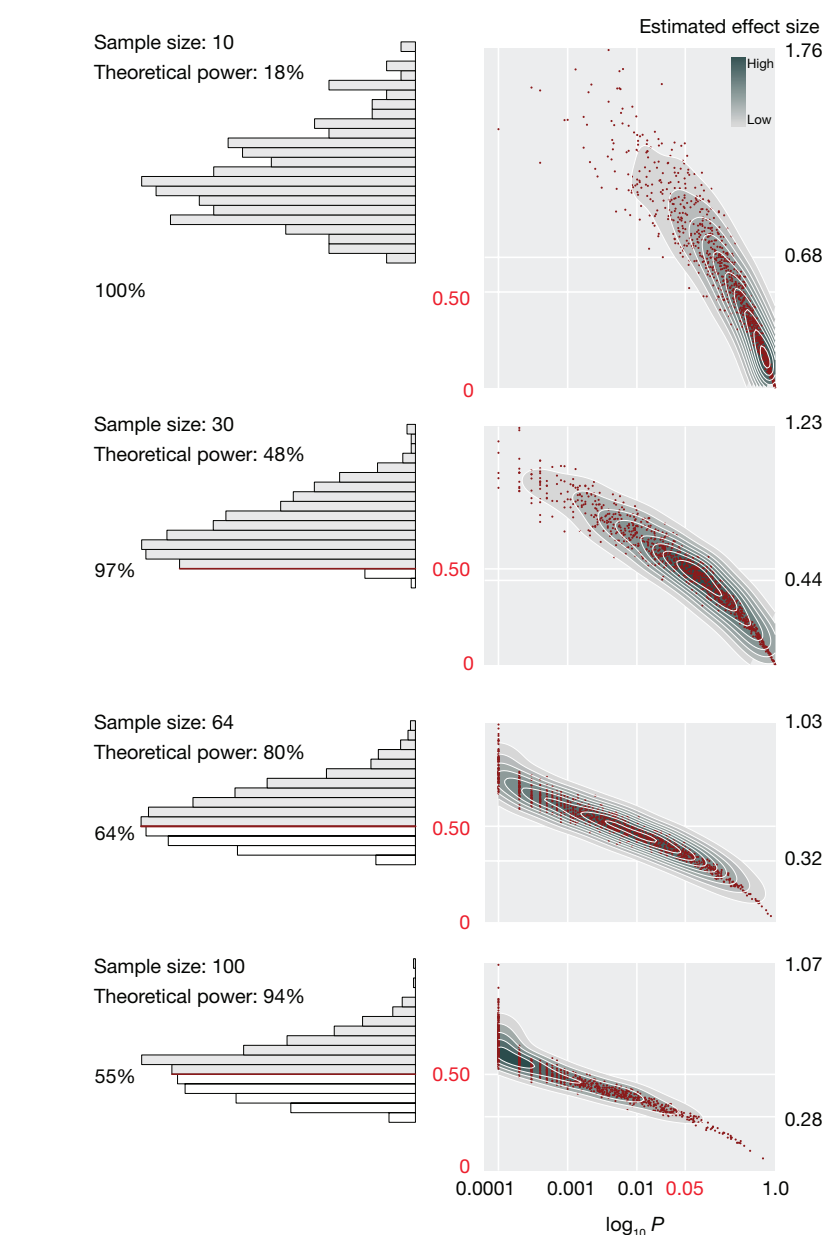 Estimated effect size
Sample size: 10
Theoretical power: 18%
1.76
High
Low
0.68
100%
0.50
0
Sample size: 30
Theoretical power: 48%
1.23
97%
0.50
0.44
0
Sample size: 64
Theoretical power: 80%
1.03
64%
0.50
0.32
0
Sample size: 100
Theoretical power: 94%
1.07
55%
0.50
0.28
0
0.0001 0.001 0.01 0.05 1.0
log₁₀ P